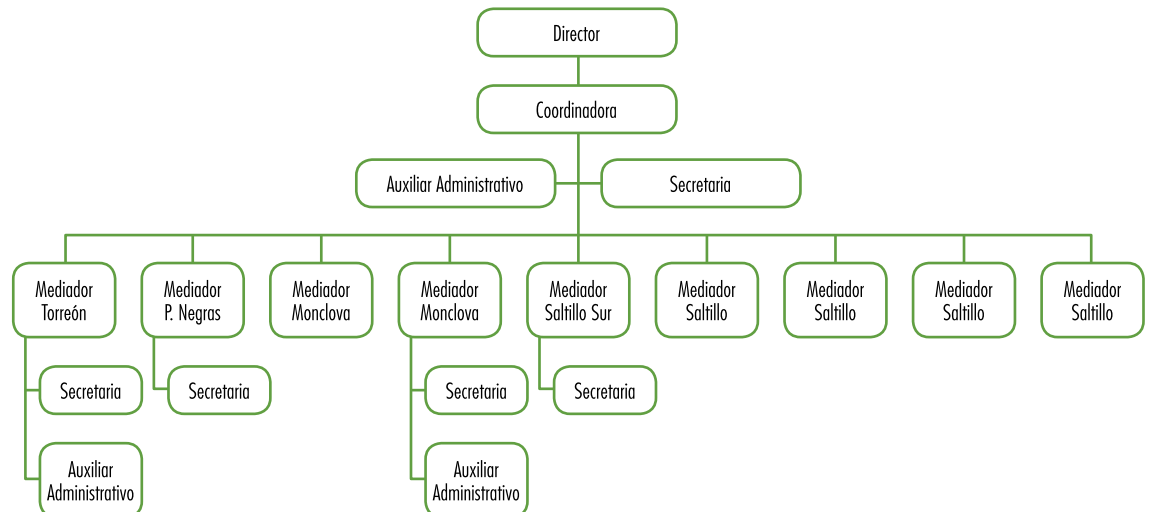 Director
Coordinadora
Auxiliar Administrativo
Secretaria
Mediador
Torreón
Mediador
P. Negras
Mediador
Monclova
Mediador
Monclova
Mediador
Saltillo Sur
Mediador
Saltillo
Mediador
Saltillo
Mediador
Saltillo
Mediador
Saltillo
Secretaria
Secretaria
Secretaria
Secretaria
Auxiliar
Administrativo
Auxiliar
Administrativo